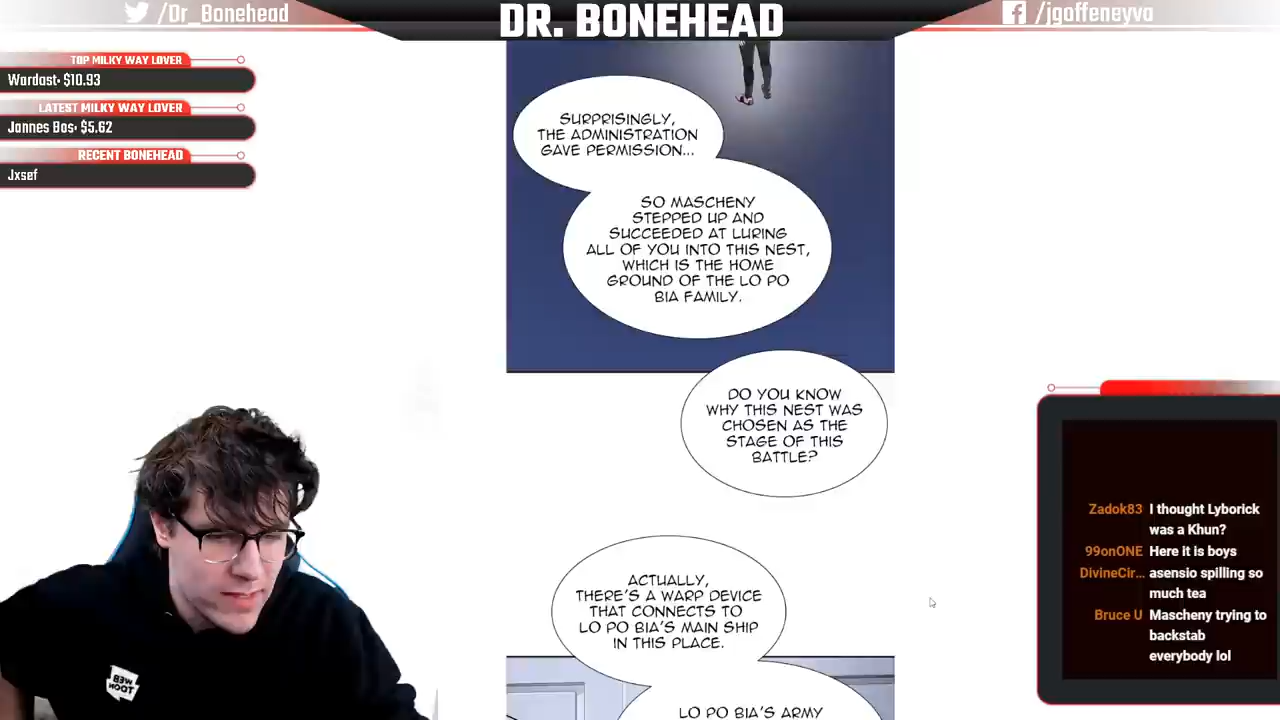 /Dr_Bonehead
DR. BONEHEAD
/jgoffeneyva
TOP MILKY WAY LOVER
Wardast• $10.93
LATEST MILKY WAY LOVER
Jannes Bos• $5.62
RECENT BONEHEAD
Jxsef
SURPRISINGLY,
THE ADMINISTRATION
GAVE PERMISSION...
SO MASCHENY
STEPPED UP AND
SUCCEEDED AT LURING
ALL OF YOU INTO THIS NEST,
WHICH IS THE HOME
GROUND OF THE LO PO
BIA FAMILY.
DO YOU KNOW
WHY THIS NEST WAS
CHOSEN AS THE
STAGE OF THIS
BATTLE?
ACTUALLY,
THERE'S A WARP DEVICE
THAT CONNECTS TO
LO PO BIA'S MAIN SHIP
IN THIS PLACE.
LO PO BIA'S ARMY
Zadok83 I thought Lyborick
was a Khun?
99onONE Here it is boys
DivineCir... asensio spilling so
much tea
Bruce U Mascheny trying to
backstab
everybody lol
WEB
TOON